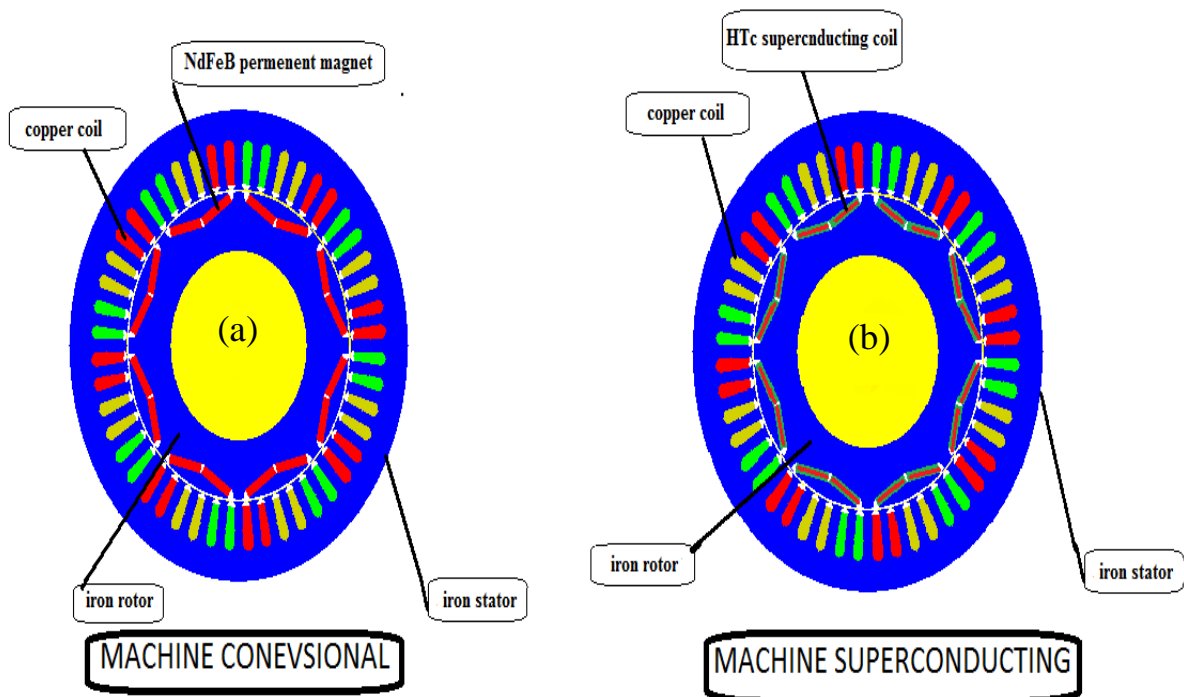 NdFeB permenent magnet
copper coil
(a)
iron rotor
iron stator
MACHINE CONEVSIONAL
HTc supercnducting coil
copper coil
(b)
iron rotor
iron stator
MACHINE SUPERCONDUCTING